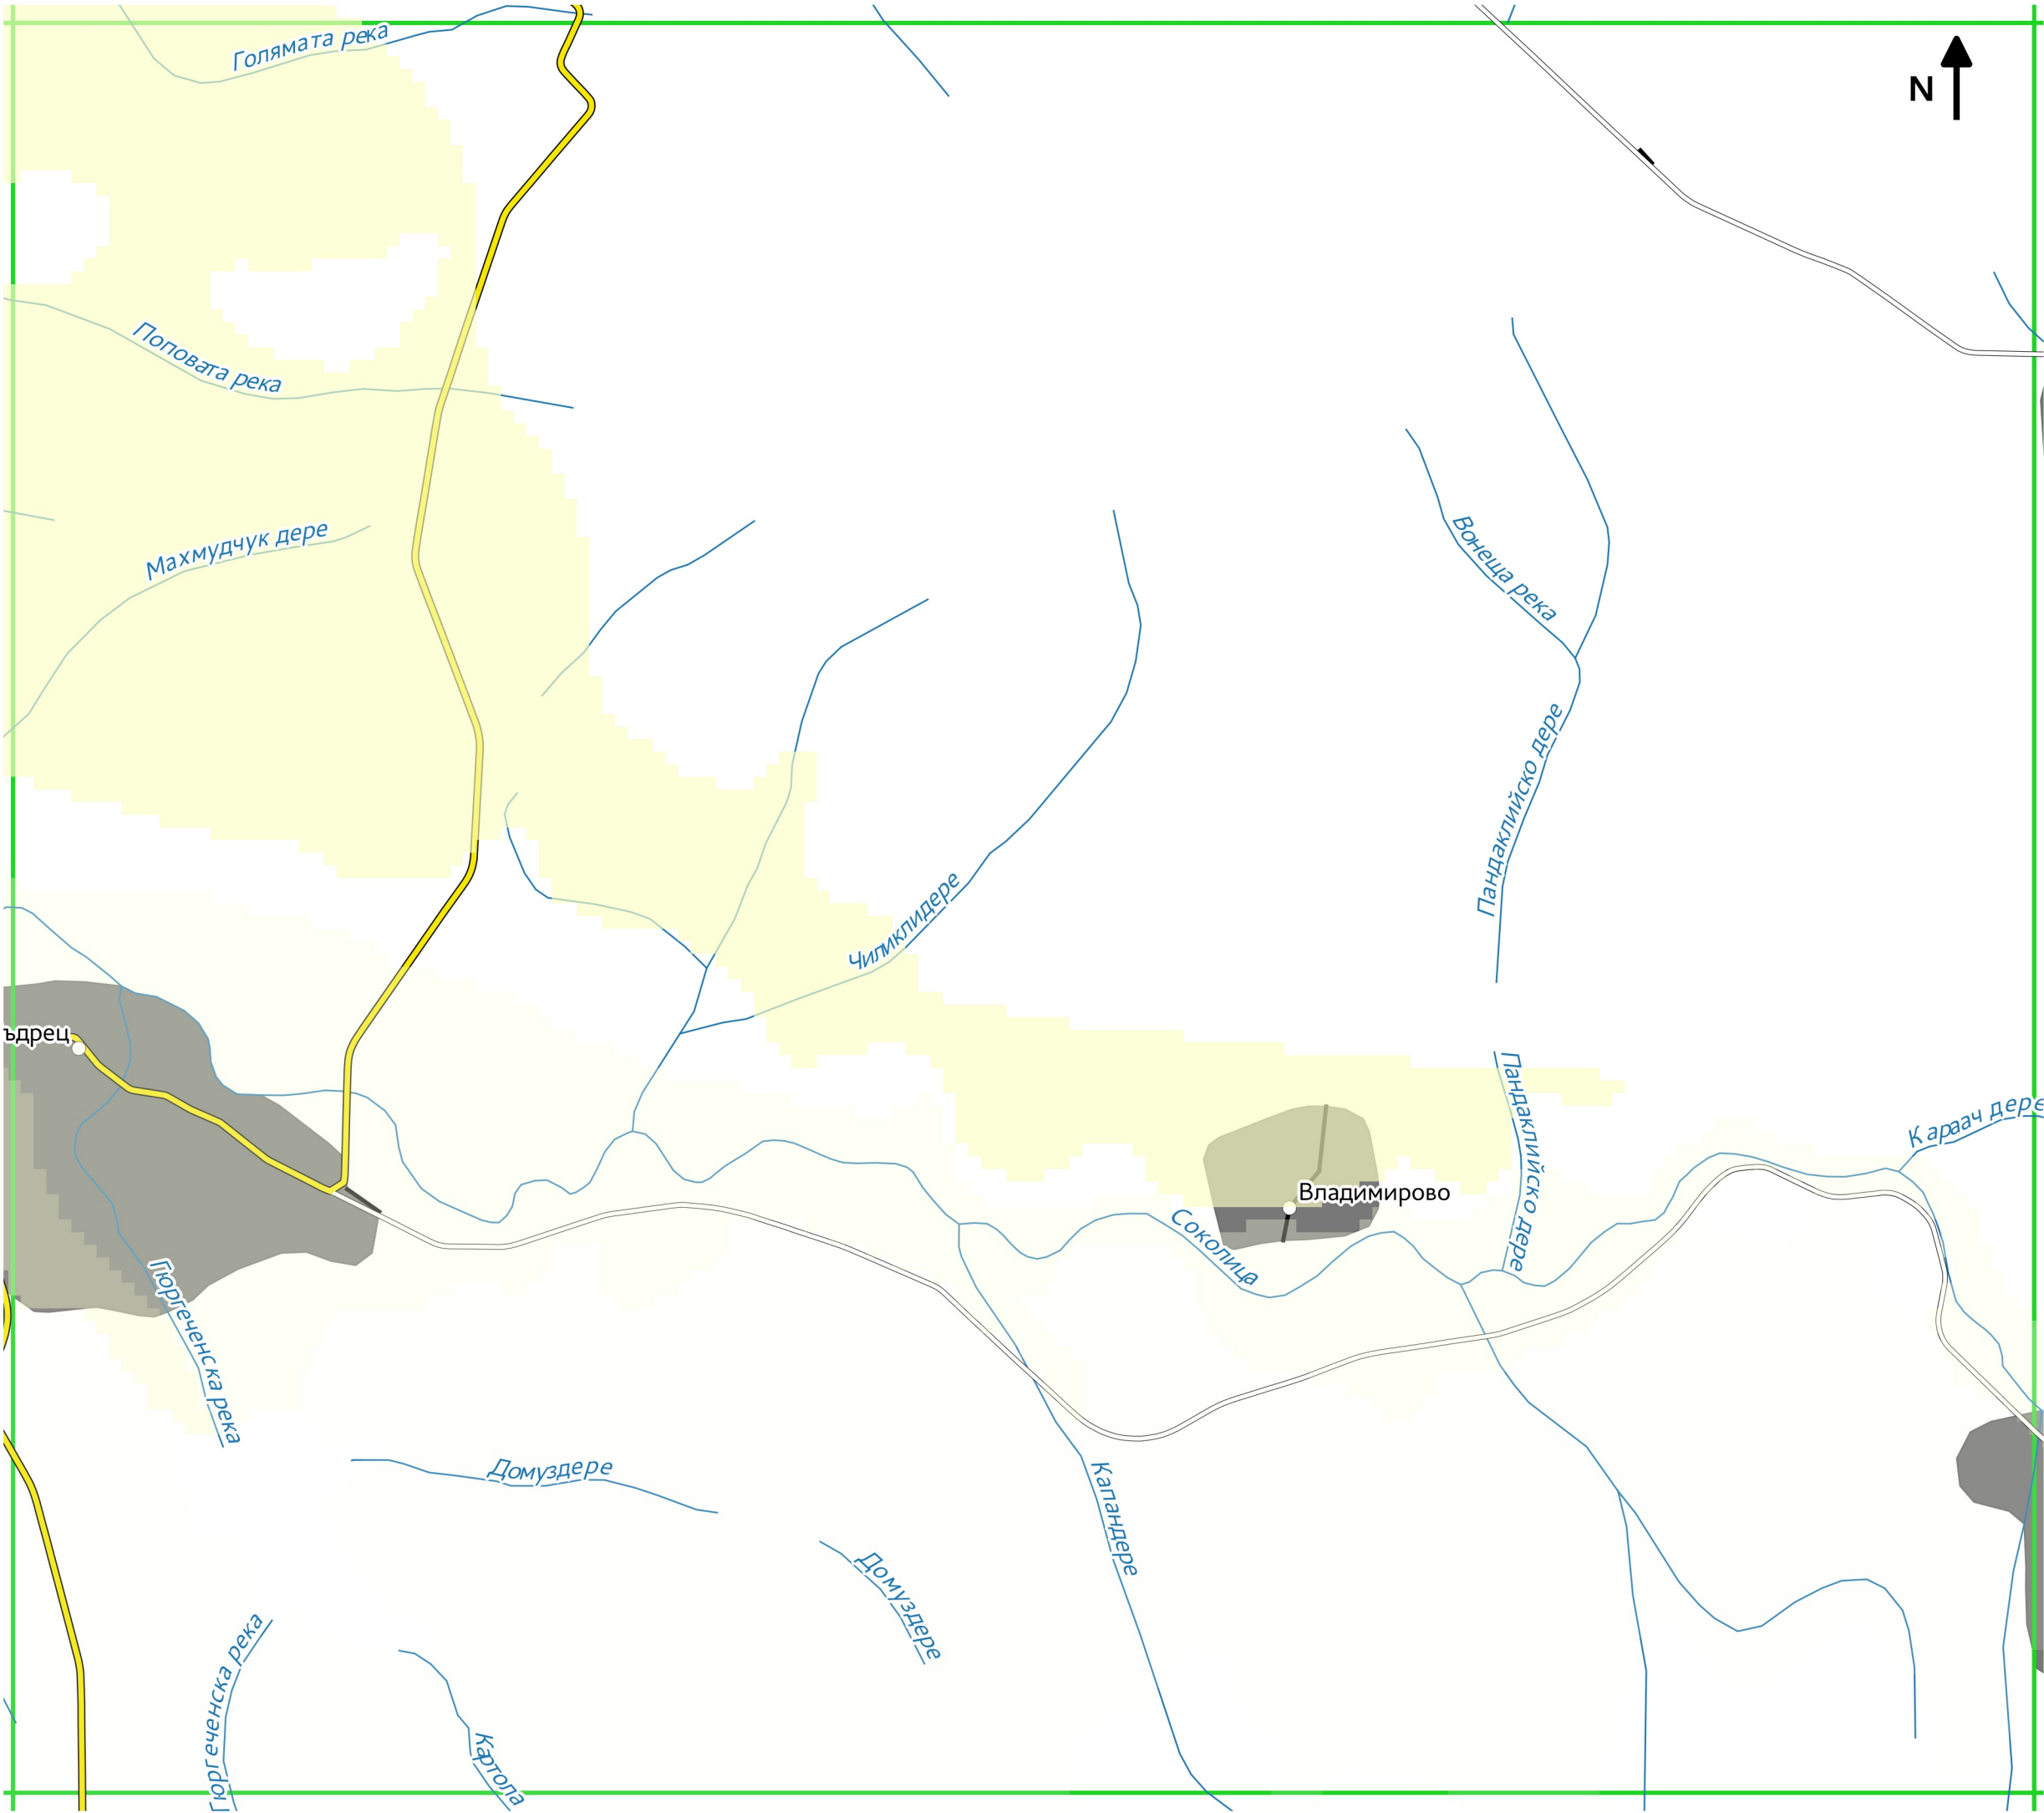 Голямата река
N
Поповата река
Махмудчук дере
Вонеща река
Пандаклийско дере
Чиликлидере
ъдрец
Пандаклийско дере
Караач дере
Владимирово
Соколица
Гюргеченска река
Домуздере
Капандере
Домуздере
Гюргеченска река
Картола